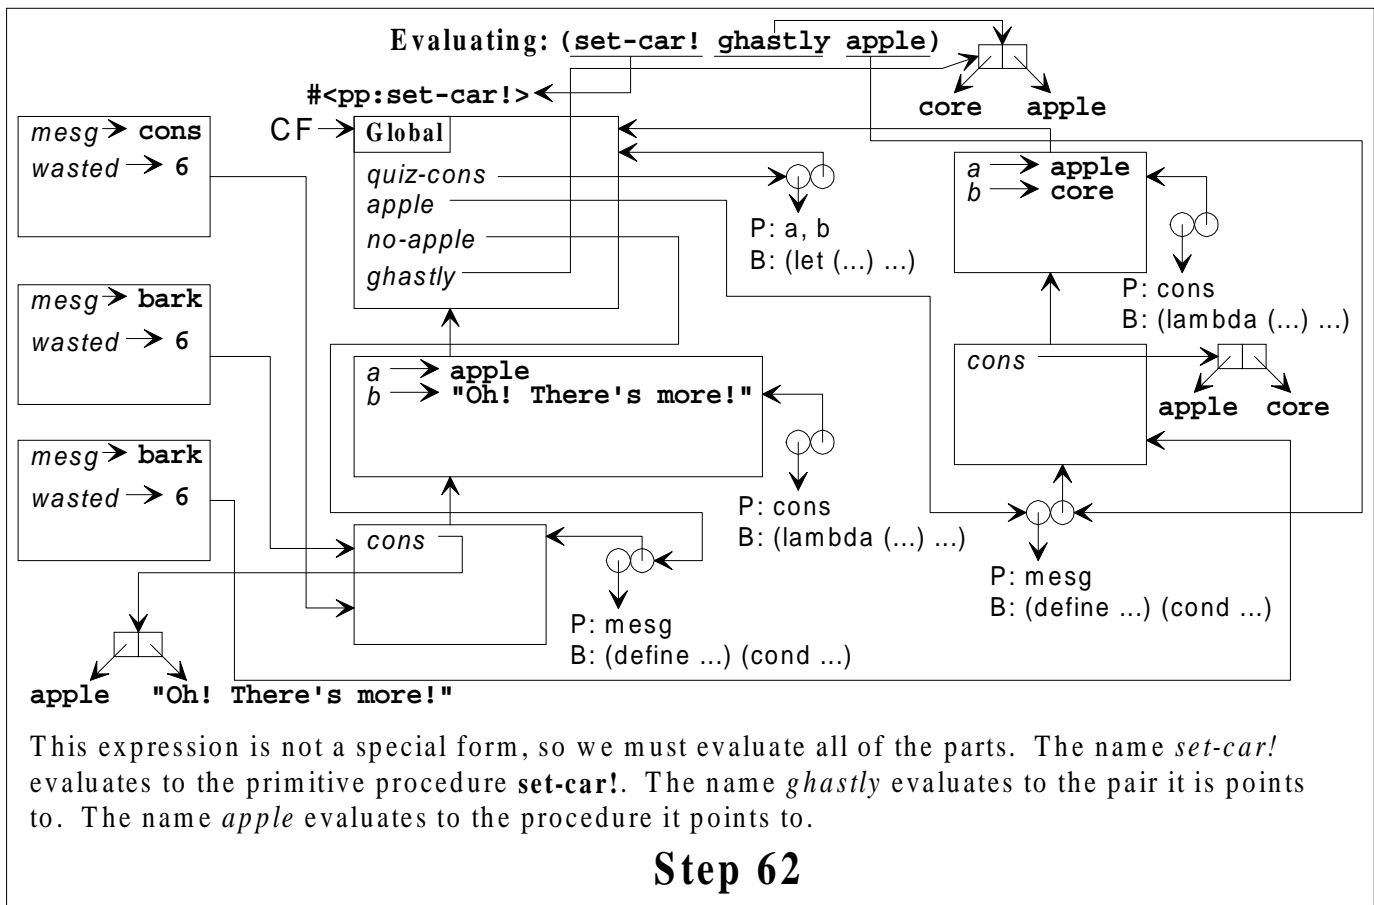 Evaluating: (set-car! ghastly apple)
#<pp:set-car!>
core apple
mesg cons
wasted 6
CF Global
quiz-cons
apple
no-apple
ghastly
P: a, b
B: (let (...) ...)
a apple
b core
P: cons
B: (lambda (...) ...)
mesg bark
wasted 6
a apple
b "Oh! There's more!"
P: cons
B: (lambda (...) ...)
cons
apple core
mesg bark
wasted 6
cons
P: mesg
B: (define ...) (cond ...)
P: mesg
B: (define ...) (cond ...)
apple "Oh! There's more!"
This expression is not a special form, so we must evaluate all of the parts. The name set-car!
evaluates to the primitive procedure set-car!. The name ghastly evaluates to the pair it is points
to. The name apple evaluates to the procedure it points to.
Step 62